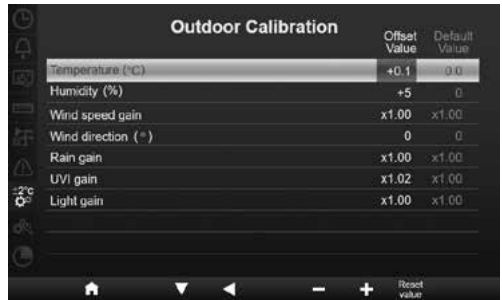 Outdoor Calibration
Offset Value Default Value
Temperature (°C) +0.1 0.0
Humidity (%) +5 0
Wind speed gain x1.00 x1.00
Wind direction (°) 0 0
Rain gain x1.00 x1.00
UVI gain x1.02 x1.00
Light gain x1.00 x1.00
±2°C
Reset value